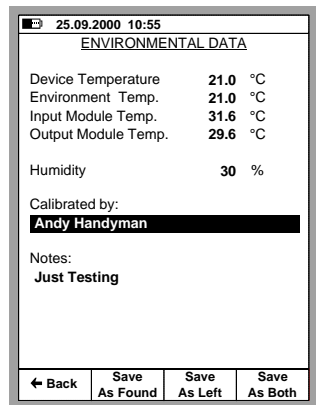 25.09.2000 10:55
ENVIRONMENTAL DATA
Device Temperature 21.0 °C
Environment Temp. 21.0 °C
Input Module Temp. 31.6 °C
Output Module Temp. 29.6 °C
Humidity 30 %
Calibrated by:
Andy Handyman
Notes:
Just Testing
← Back
Save As Found
Save As Left
Save As Both